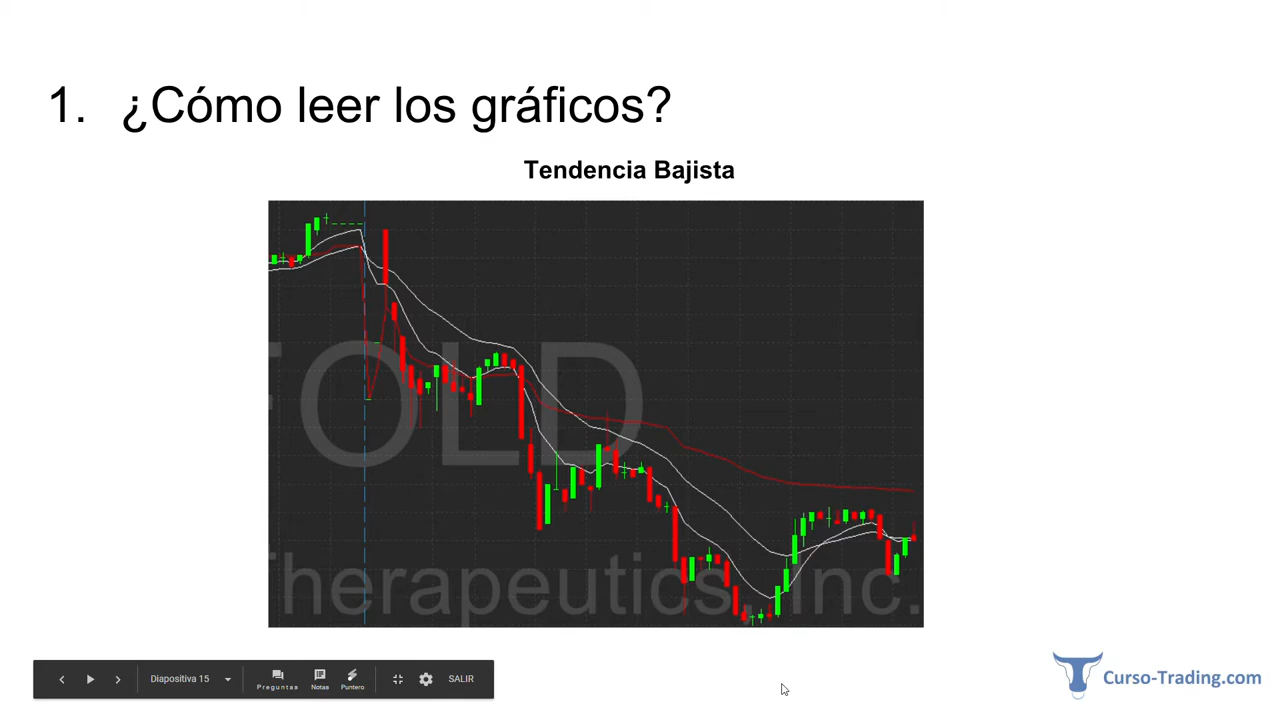 1. ¿Cómo leer los gráficos?
Tendencia Bajista
FOLD
Therapeutics, Inc.
Diapositiva 15
Preguntas
Notas
Puntero
SALIR
Curso-Trading.com